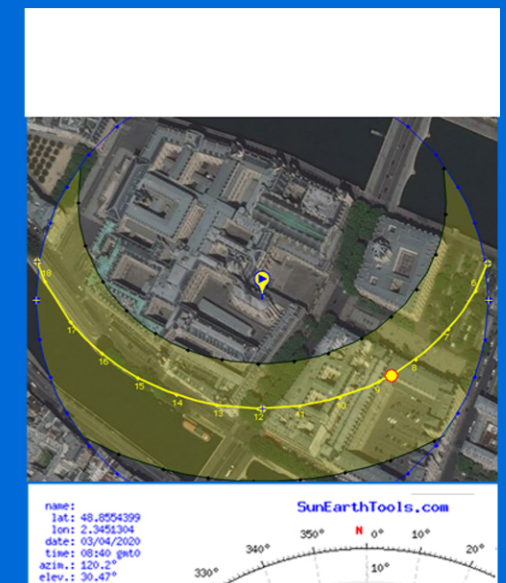 18
17
16
15
14
13
12
11
10
9
8
7
6
name:
lat: 48.8554399
lon: 2.3451304
date: 03/04/2020
time: 08:40 gmt0
azim.: 120.2°
elev.: 30.47°
SunEarthTools.com
330°
340°
350°
N 0°
10°
20°
10°